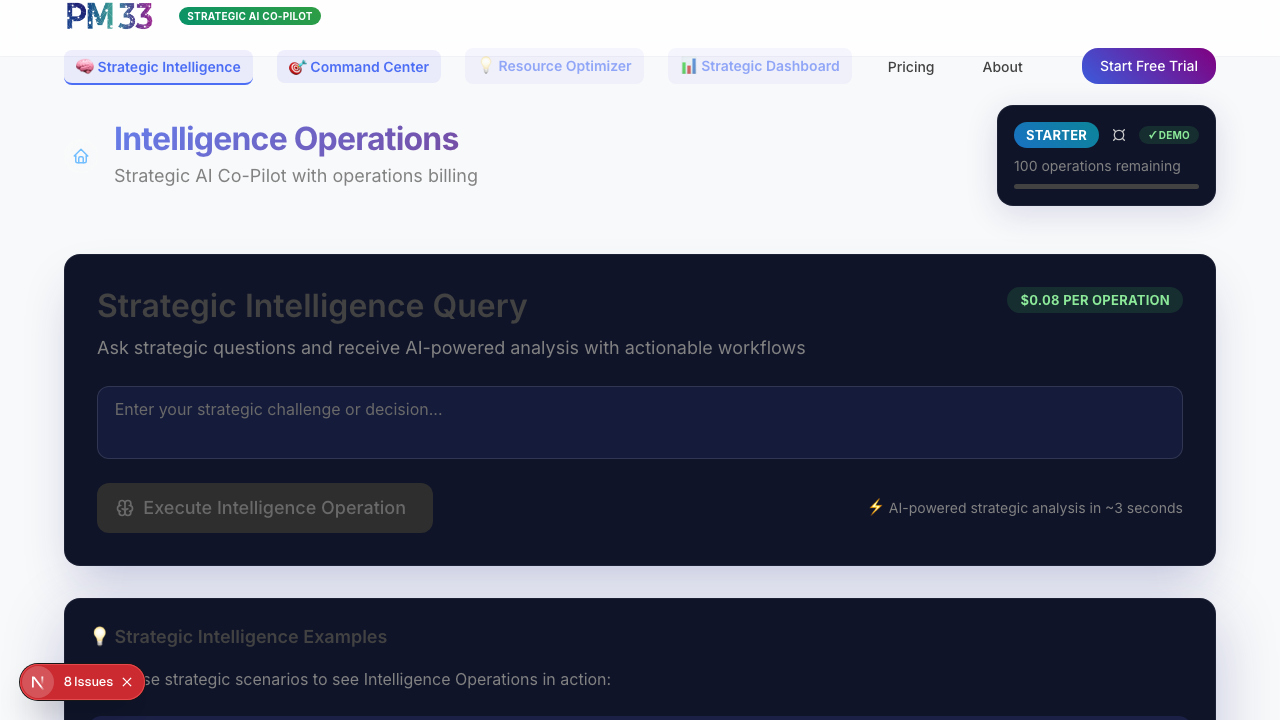 PM 33
STRATEGIC AI CO-PILOT
🧠 Strategic Intelligence
🎯 Command Center
💡 Resource Optimizer
📊 Strategic Dashboard
Pricing
About
Start Free Trial
Intelligence Operations
Strategic AI Co-Pilot with operations billing
STARTER
✓ DEMO
100 operations remaining
Strategic Intelligence Query
$0.08 PER OPERATION
Ask strategic questions and receive AI-powered analysis with actionable workflows
Enter your strategic challenge or decision...
Execute Intelligence Operation
⚡ AI-powered strategic analysis in ~3 seconds
💡 Strategic Intelligence Examples
strategic scenarios to see Intelligence Operations in action:
N
8 Issues